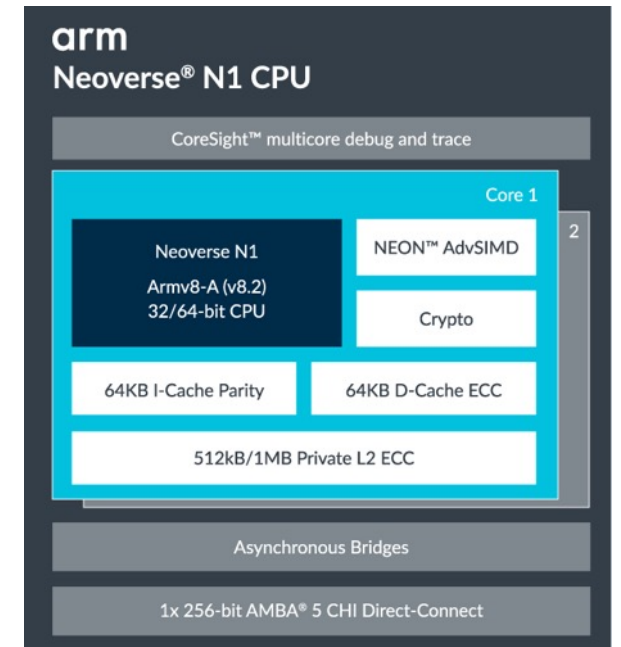 arm
Neoverse® N1 CPU
CoreSight™ multicore debug and trace
Core 1
2
Neoverse N1
Armv8-A (v8.2)
32/64-bit CPU
NEON™ AdvSIMD
Crypto
64KB I-Cache Parity
64KB D-Cache ECC
512kB/1MB Private L2 ECC
Asynchronous Bridges
1x 256-bit AMBA® 5 CHI Direct-Connect